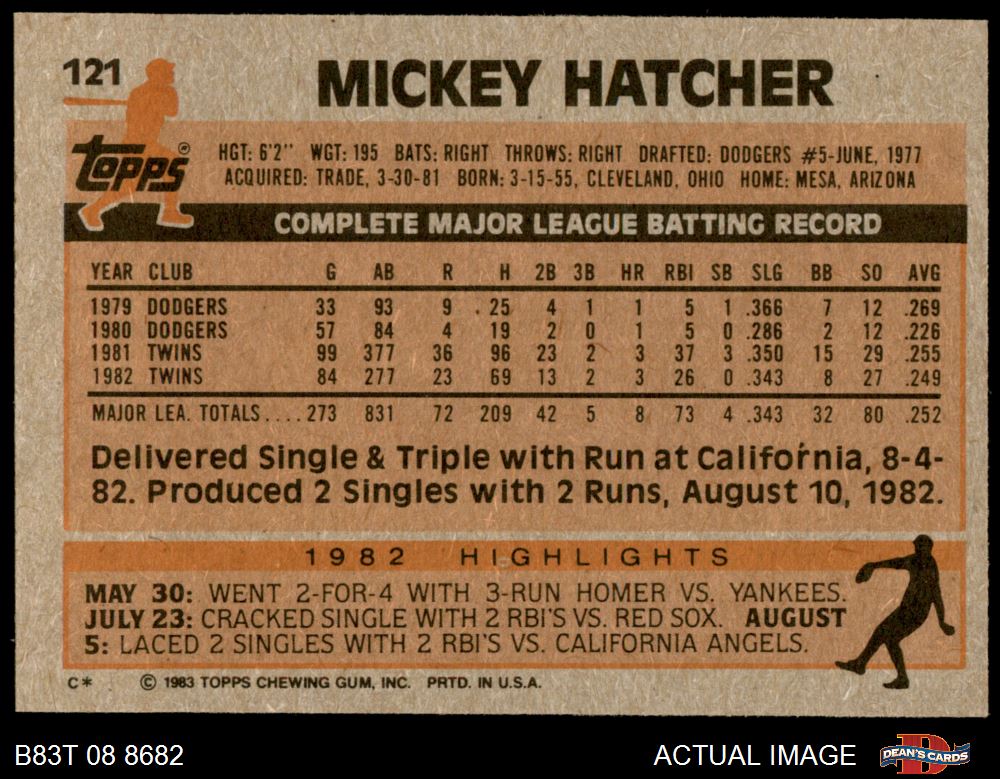 121
MICKEY HATCHER
TOPPS®
HGT: 6'2" WGT: 195 BATS: RIGHT THROWS: RIGHT DRAFTED: DODGERS #5-JUNE, 1977
ACQUIRED: TRADE, 3-30-81 BORN: 3-15-55, CLEVELAND, OHIO HOME: MESA, ARIZONA
COMPLETE MAJOR LEAGUE BATTING RECORD
YEAR CLUB G AB R H 2B 3B HR RBI SB SLG BB SO AVG
1979 DODGERS 33 93 9 25 4 1 1 5 1 .366 7 12 .269
1980 DODGERS 57 84 4 19 2 0 1 5 0 .286 2 12 .226
1981 TWINS 99 377 36 96 23 2 3 37 3 .350 15 29 .255
1982 TWINS 84 277 23 69 13 2 3 26 0 .343 8 27 .249
MAJOR LEA. TOTALS....273 831 72 209 42 5 8 73 4 .343 32 80 .252
Delivered Single & Triple with Run at California, 8-4-
82. Produced 2 Singles with 2 Runs, August 10, 1982.
1982 HIGHLIGHTS
MAY 30: WENT 2-FOR-4 WITH 3-RUN HOMER VS. YANKEES.
JULY 23: CRACKED SINGLE WITH 2 RBI'S VS. RED SOX. AUGUST
5: LACED 2 SINGLES WITH 2 RBI'S VS. CALIFORNIA ANGELS.
C* © 1983 TOPPS CHEWING GUM, INC. PRTD. IN U.S.A.
B83T 08 8682
ACTUAL IMAGE
DEAN'S CARDS